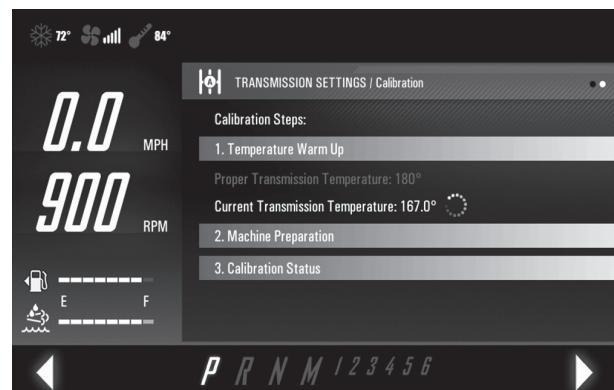 72° 84°
TRANSMISSION SETTINGS / Calibration
0.0 MPH
900 RPM
E F
Calibration Steps:
1. Temperature Warm Up
Proper Transmission Temperature: 180°
Current Transmission Temperature: 167.0°
2. Machine Preparation
3. Calibration Status
P R N M 1 2 3 4 5 6